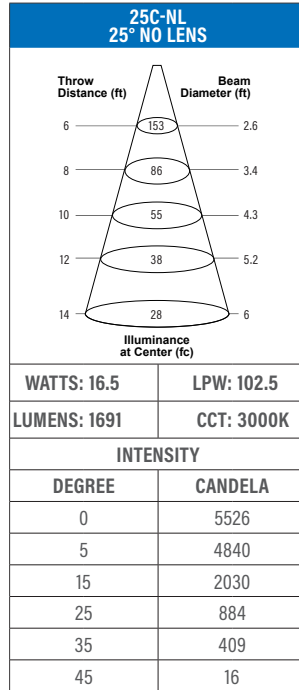 25C-NL
25° NO LENS
Throw Beam
Distance (ft) Diameter (ft)
6 153 2.6
8 86 3.4
10 55 4.3
12 38 5.2
14 28 6
Illuminance
at Center (fc)
WATTS: 16.5 LPW: 102.5
LUMENS: 1691 CCT: 3000K
INTENSITY
DEGREE CANDELA
0 5526
5 4840
15 2030
25 884
35 409
45 16